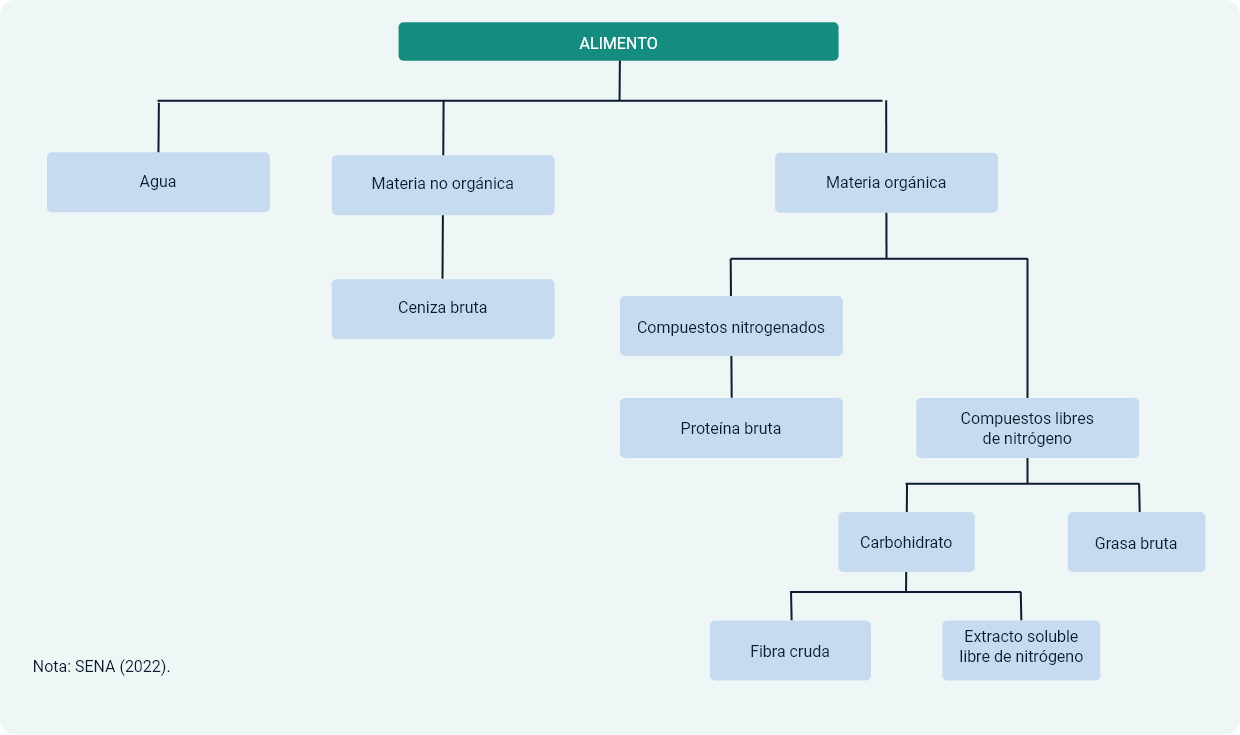 ALIMENTO
Agua
Materia no orgánica
Materia orgánica
Ceniza bruta
Compuestos nitrogenados
Proteína bruta
Compuestos libres
de nitrógeno
Carbohidrato
Grasa bruta
Fibra cruda
Extracto soluble
libre de nitrógeno
Nota: SENA (2022).